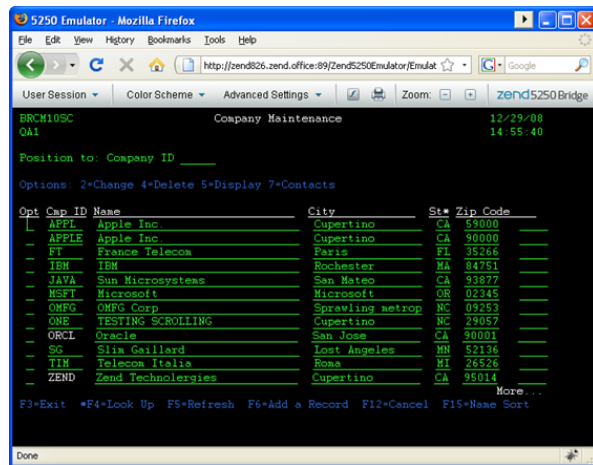 5250 Emulator - Mozilla Firefox
File Edit View History Bookmarks Tools Help
http://zend826.zend.office:89/Zend5250Emulator/Emulat Google
User Session Color Scheme Advanced Settings Zoom: zend5250Bridge
BRCM10SC Company Maintenance 12/29/08
QA1 14:55:40
Position to: Company ID
Options: 2=Change 4=Delete 5=Display 7=Contacts
Opt Cmp ID Name City St* Zip Code
APPL Apple Inc. Cupertino CA 59000
APPLE Apple Inc. Cupertino CA 90000
FT France Telecom Paris FL 35266
IBM IBM Rochester MA 84751
JAVA Sun Microsystems San Mateo CA 93877
MSFT Microsoft Microsoft OR 02345
OMFG OMFG Corp Sprawling metrop NC 09253
ONE TESTING SCROLLING Cupertino NC 29057
ORCL Oracle San Jose CA 90001
SG Slim Gaillard Lost Angeles MN 52136
TIM Telecom Italia Roma MI 26526
ZEND Zend Technolergies Cupertino CA 95014
More...
F3=Exit *F4=Look Up F5=Refresh F6=Add a Record F12=Cancel F15=Name Sort
Done